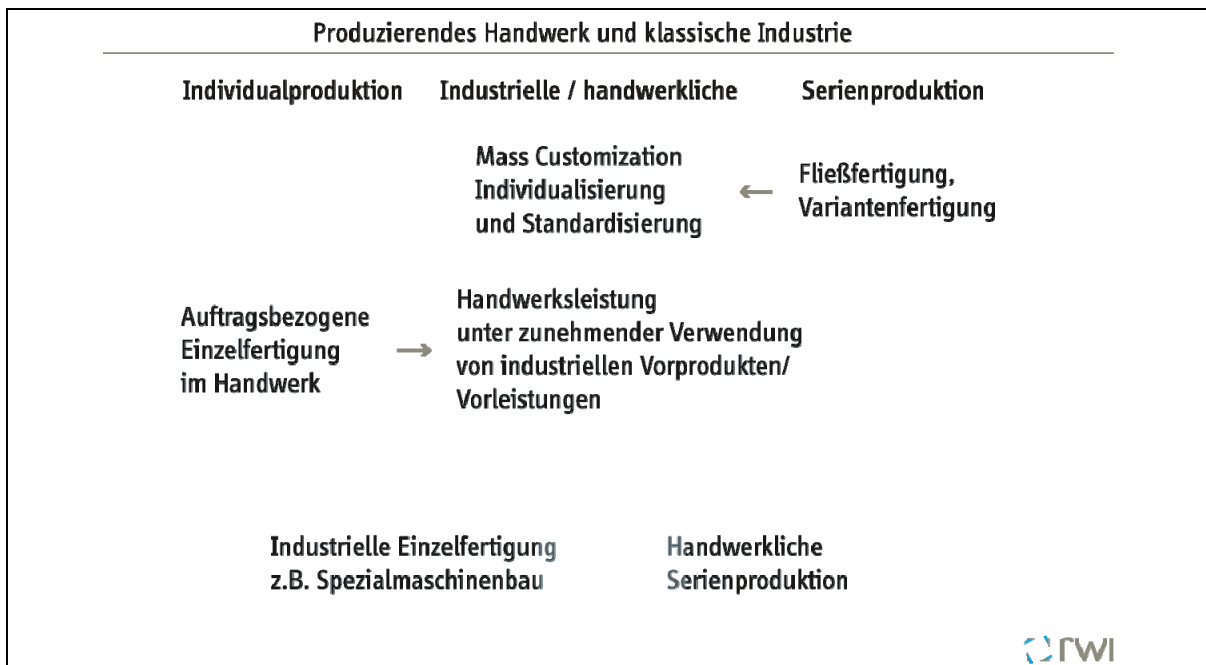 Produzierendes Handwerk und klassische Industrie
Individualproduktion
Industrielle / handwerkliche
Serienproduktion
Mass Customization
Individualisierung
und Standardisierung
←
Fließfertigung,
Variantenfertigung
Auftragsbezogene
Einzelfertigung
im Handwerk
→
Handwerksleistung
unter zunehmender Verwendung
von industriellen Vorprodukten/
Vorleistungen
Industrielle Einzelfertigung
z.B. Spezialmaschinenbau
Handwerkliche
Serienproduktion
rwi